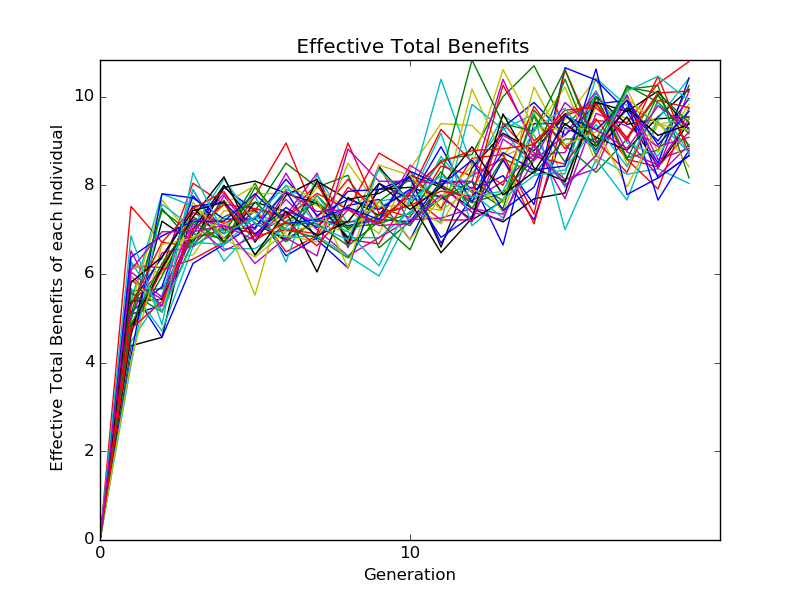 Effective Total Benefits
Effective Total Benefits of each Individual
10
8
6
4
2
0
0
10
Generation